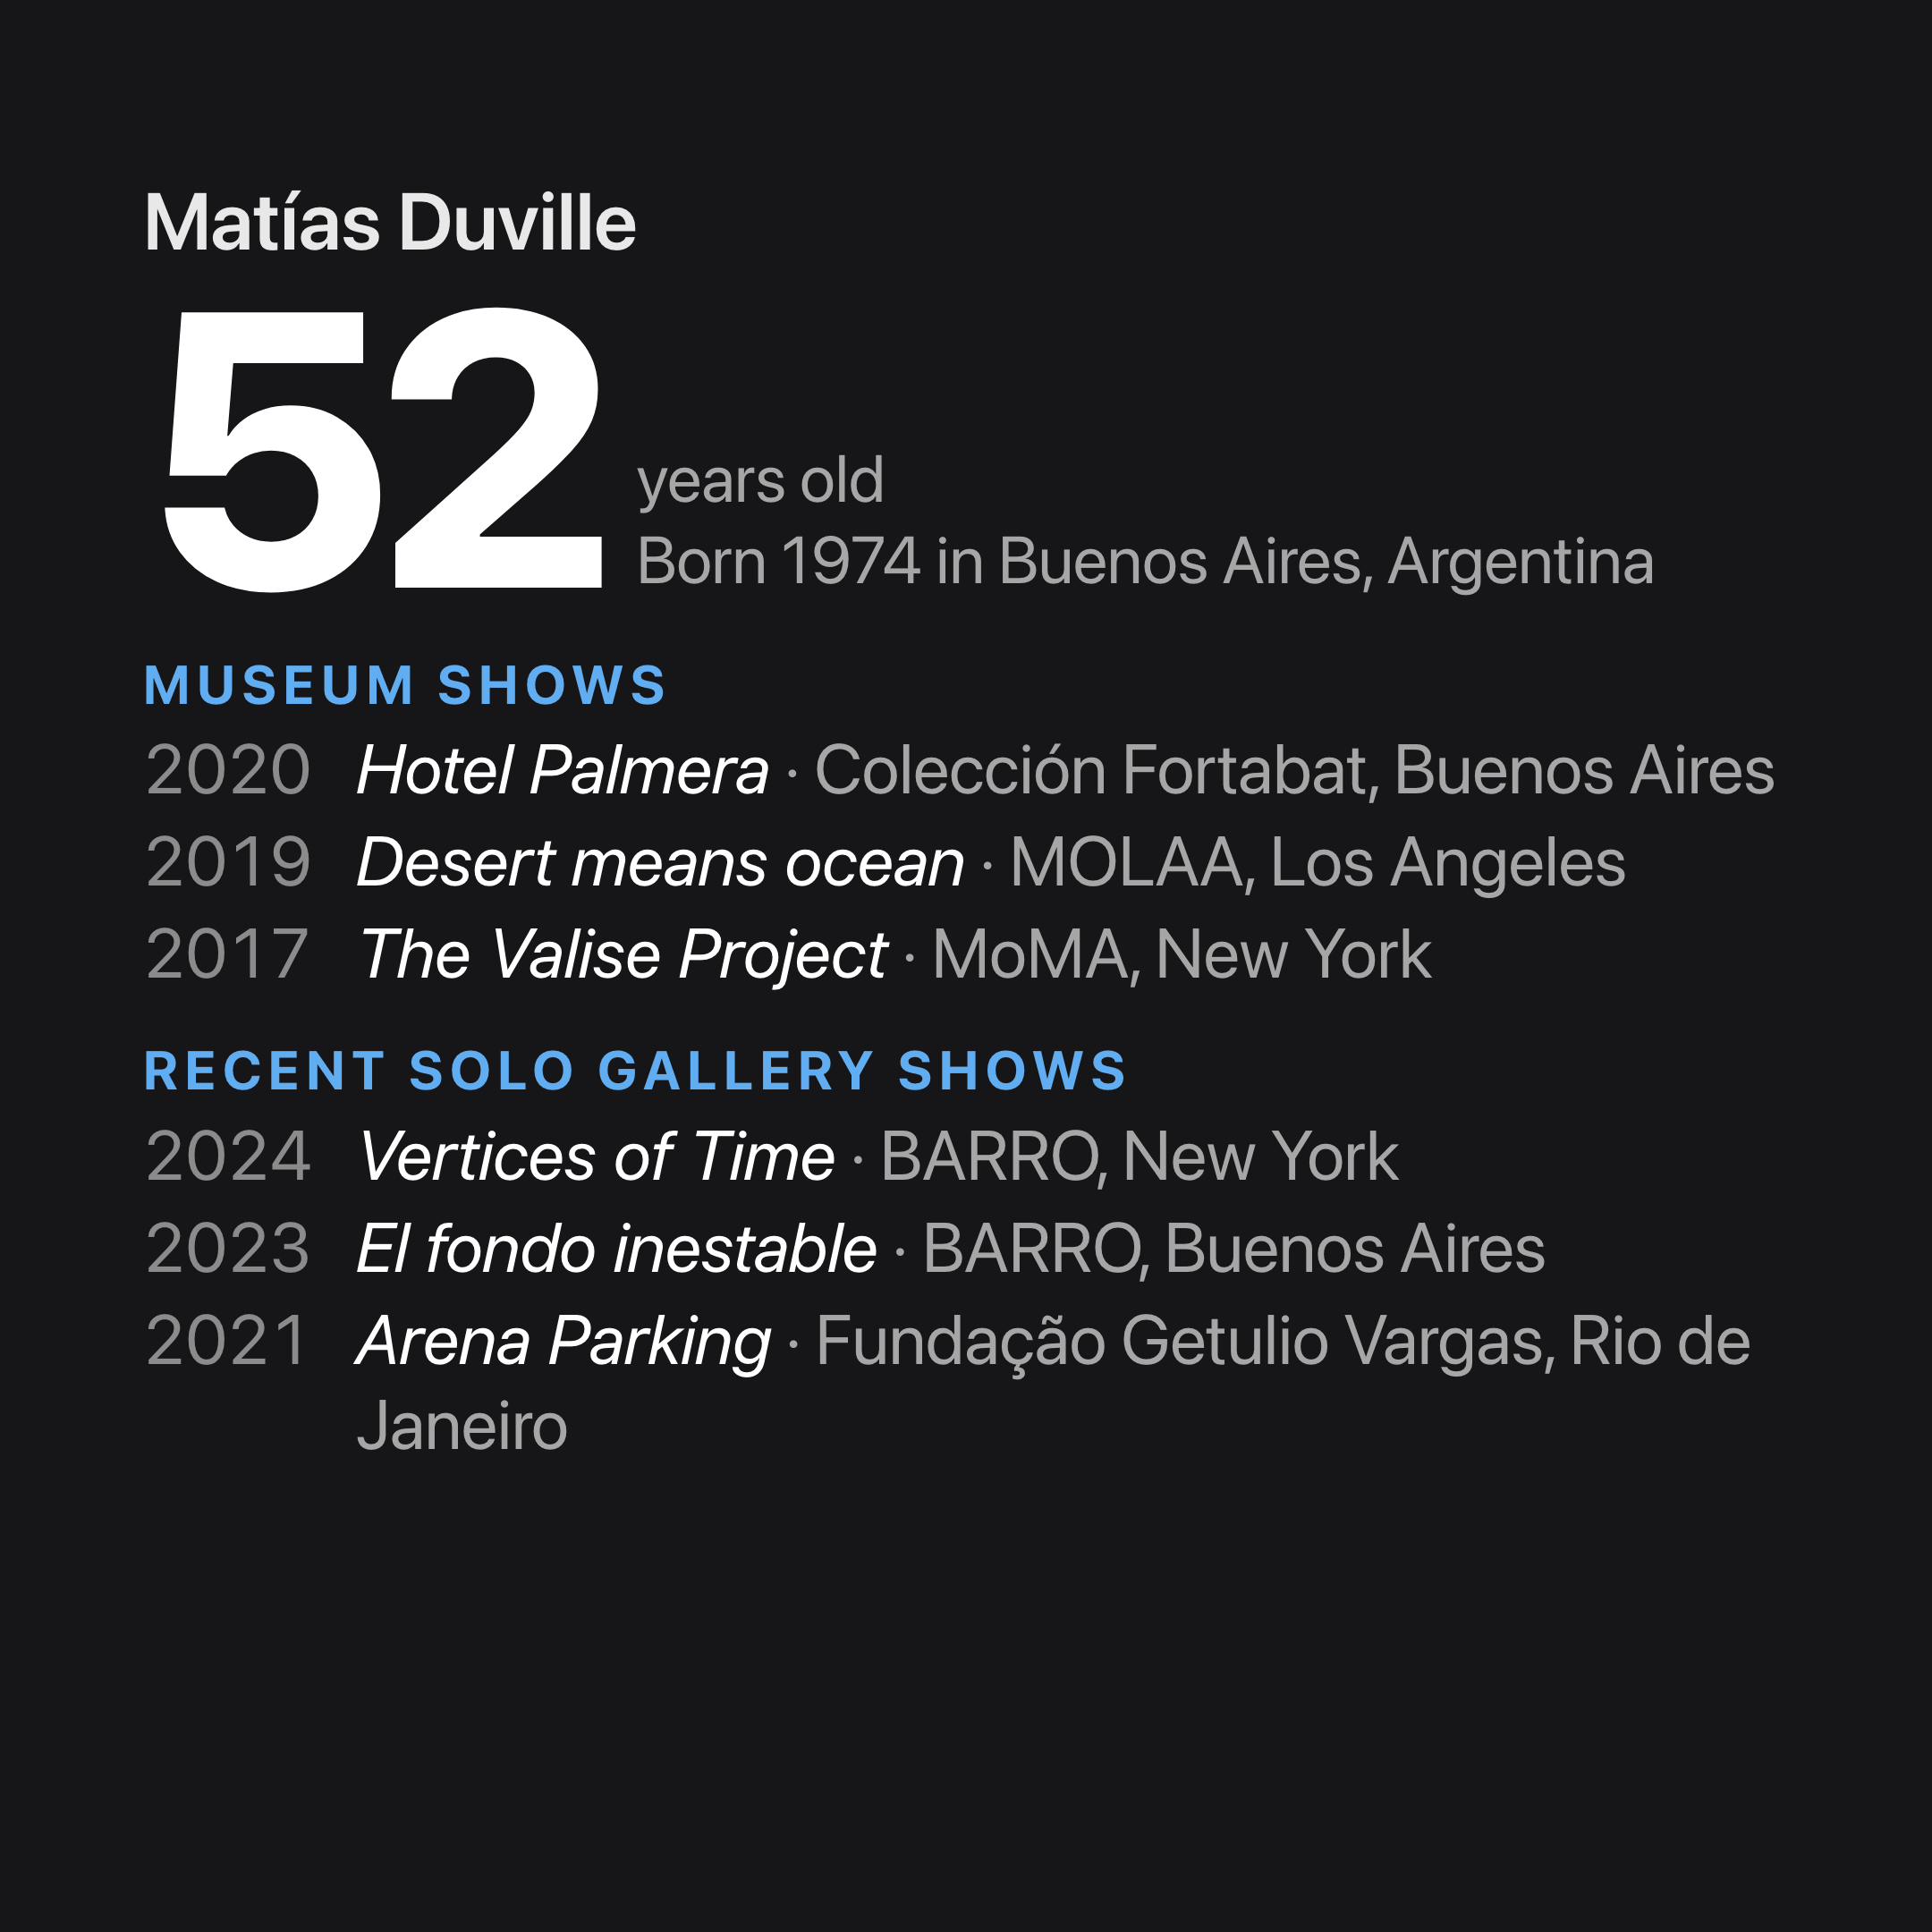 Matías Duville
52
years old
Born 1974 in Buenos Aires, Argentina
MUSEUM SHOWS
2020 Hotel Palmera · Colección Fortabat, Buenos Aires
2019 Desert means ocean · MOLAA, Los Angeles
2017 The Valise Project · MoMA, New York
RECENT SOLO GALLERY SHOWS
2024 Vertices of Time · BARRO, New York
2023 El fondo inestable · BARRO, Buenos Aires
2021 Arena Parking · Fundação Getulio Vargas, Rio de
Janeiro